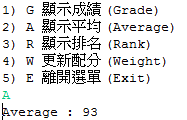 1) G 顯示成績 (Grade)
2) A 顯示平均 (Average)
3) R 顯示排名 (Rank)
4) W 更新配分 (Weight)
5) E 離開選單 (Exit)
A
Average : 93